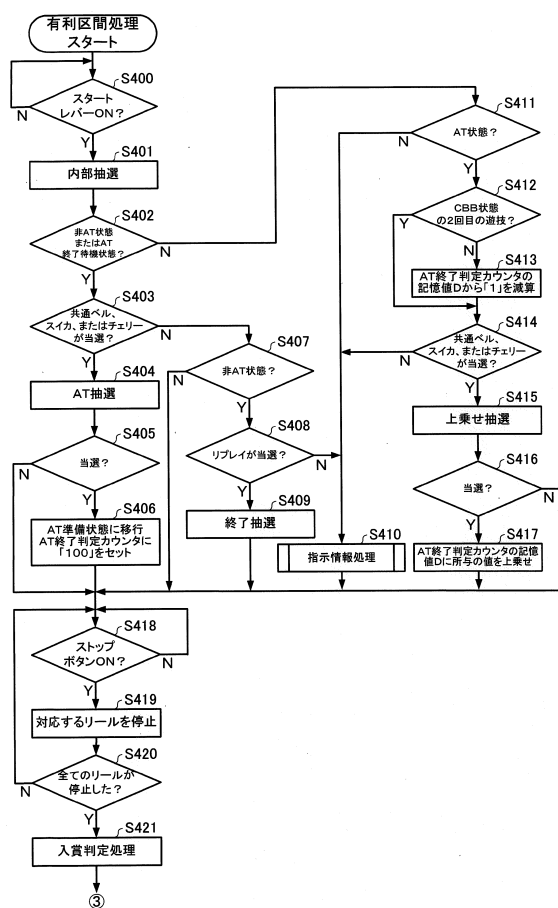 有利区間処理
スタート
S400
スタート
レバーON？
N
Y
S401
内部抽選
S402
非AT状態
またはAT
終了待機状態？
N
Y
S403
共通ベル、
スイカ、またはチェリー
が当選？
N
Y
S404
AT抽選
S405
当選？
N
Y
S406
AT準備状態に移行
AT終了判定カウンタに
「100」をセット
S407
非AT状態？
N
Y
S408
リプレイが当選？
N
Y
S409
終了抽選
S410
指示情報処理
S411
AT状態？
N
Y
S412
CBB状態
の2回目の遊技？
Y
N
S413
AT終了判定カウンタの
記憶値Dから「1」を減算
S414
共通ベル、
スイカ、またはチェリー
が当選？
N
Y
S415
上乗せ抽選
S416
当選？
N
Y
S417
AT終了判定カウンタの記憶
値Dに所与の値を上乗せ
S418
ストップ
ボタンON？
N
Y
S419
対応するリールを停止
S420
全てのリールが
停止した？
N
Y
S421
入賞判定処理
③